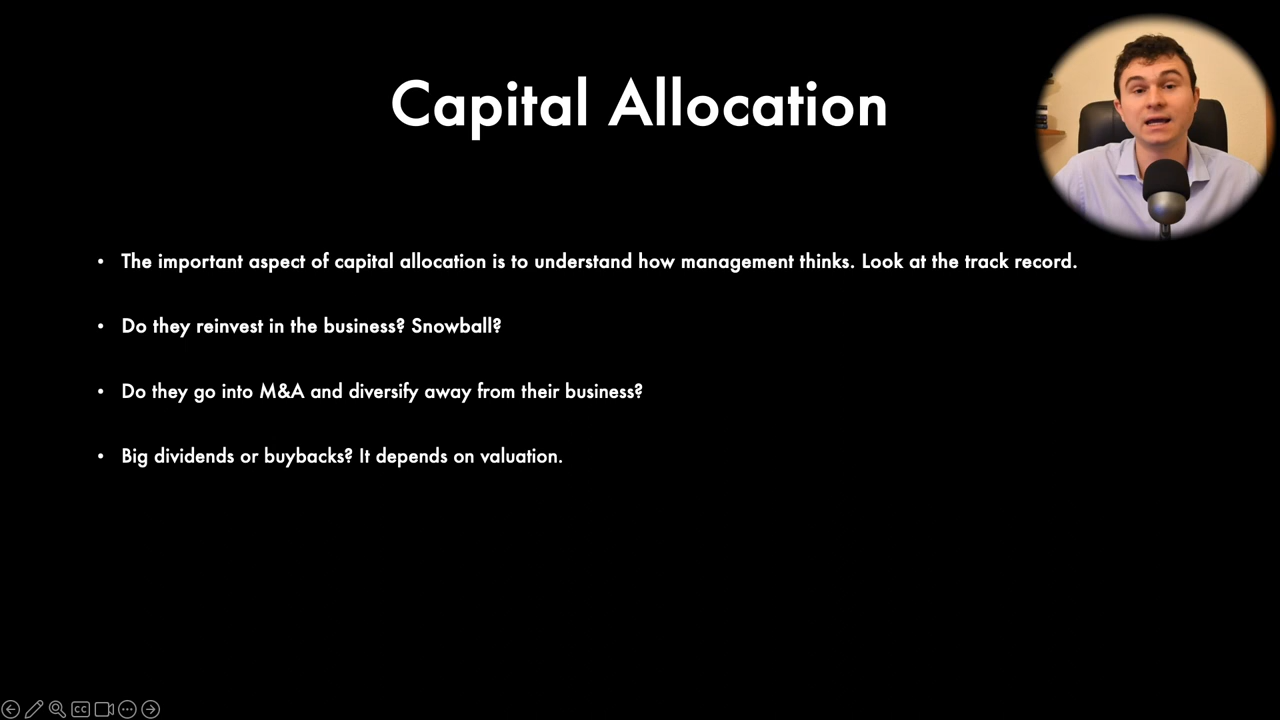 Capital Allocation
• The important aspect of capital allocation is to understand how management thinks. Look at the track record.
• Do they reinvest in the business? Snowball?
• Do they go into M&A and diversify away from their business?
• Big dividends or buybacks? It depends on valuation.
CC